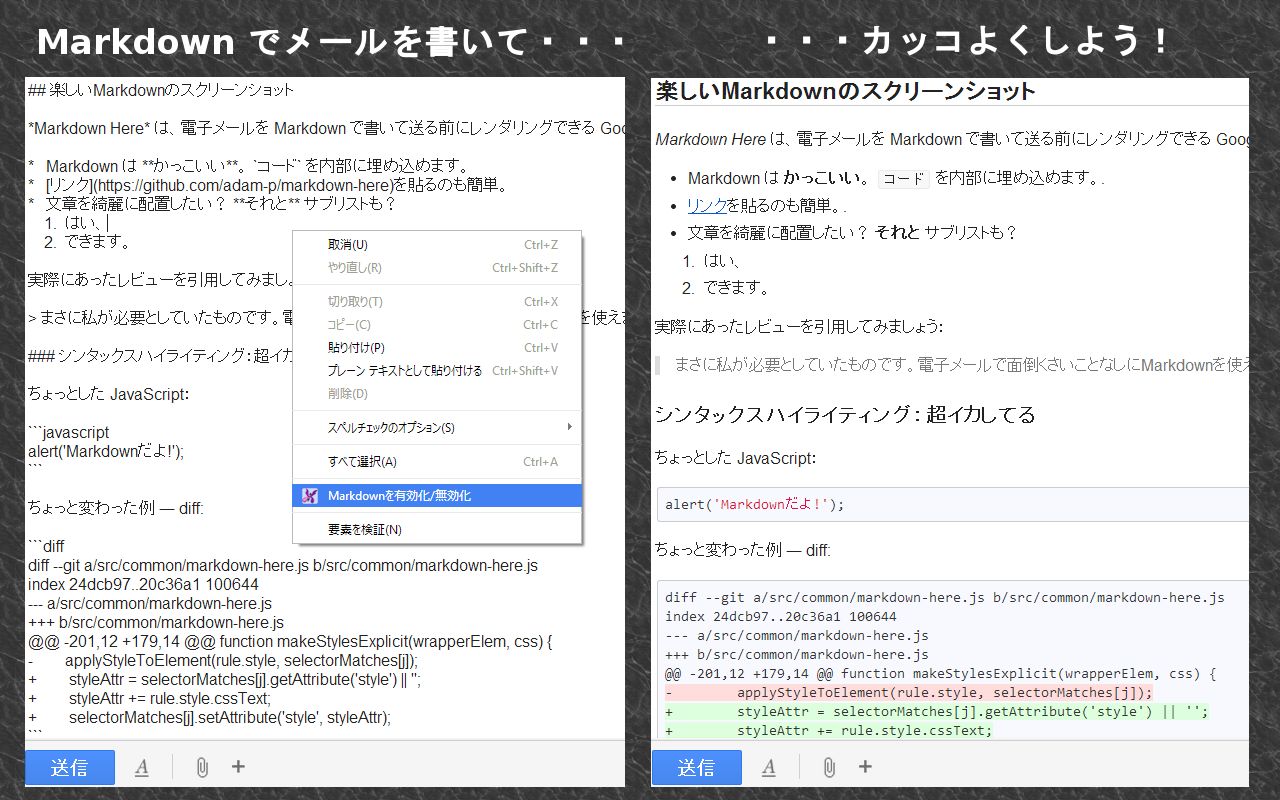 Markdown でメールを書いて・・・
## 楽しいMarkdownのスクリーンショット
*Markdown Here* は、電子メールを Markdown で書いて送る前にレンダリングできる Goo
*   Markdown は **かっこいい**。 `コード` を内部に埋め込めます。
*   [リンク](https://github.com/adam-p/markdown-here)を貼るのも簡単。
*   文章を綺麗に配置したい？ **それと** サブリストも？
1. はい、
2. できます。
実際にあったレビューを引用してみましょ
> まさに私が必要としていたものです。電
を使えま
### シンタックスハイライティング: 超イカ
ちょっとした JavaScript:
```javascript
alert('Markdownだよ!');
```
ちょっと変わった例 — diff:
```diff
diff --git a/src/common/markdown-here.js b/src/common/markdown-here.js
index 24dcb97..20c36a1 100644
--- a/src/common/markdown-here.js
+++ b/src/common/markdown-here.js
@@ -201,12 +179,14 @@ function makeStylesExplicit(wrapperElem, css) {
-        applyStyleToElement(rule.style, selectorMatches[j]);
+        styleAttr = selectorMatches[j].getAttribute('style') || '';
+        styleAttr += rule.style.cssText;
+        selectorMatches[j].setAttribute('style', styleAttr);
```
取消(U) Ctrl+Z
やり直し(R) Ctrl+Shift+Z
切り取り(T) Ctrl+X
コピー(C) Ctrl+C
貼り付け(P) Ctrl+V
プレーン テキストとして貼り付ける Ctrl+Shift+V
削除(D)
スペルチェックのオプション(S)
すべて選択(A) Ctrl+A
Markdownを有効化/無効化
要素を検証(N)
送信 A
・・・カッコよくしよう！
楽しいMarkdownのスクリーンショット
Markdown Here は、電子メールを Markdown で書いて送る前にレンダリングできる Goog
• Markdown は かっこいい。 コード を内部に埋め込めます。.
• リンクを貼るのも簡単。.
• 文章を綺麗に配置したい？ それと サブリストも？
1. はい、
2. できます。
実際にあったレビューを引用してみましょう:
まさに私が必要としていたものです。電子メールで面倒くさいことなしにMarkdownを使え
シンタックスハイライティング: 超イカしてる
ちょっとした JavaScript:
alert('Markdownだよ!');
ちょっと変わった例 — diff:
diff --git a/src/common/markdown-here.js b/src/common/markdown-here.js
index 24dcb97..20c36a1 100644
--- a/src/common/markdown-here.js
+++ b/src/common/markdown-here.js
@@ -201,12 +179,14 @@ function makeStylesExplicit(wrapperElem, css) {
-        applyStyleToElement(rule.style, selectorMatches[j]);
+        styleAttr = selectorMatches[j].getAttribute('style') || '';
+        styleAttr += rule.style.cssText;
送信 A